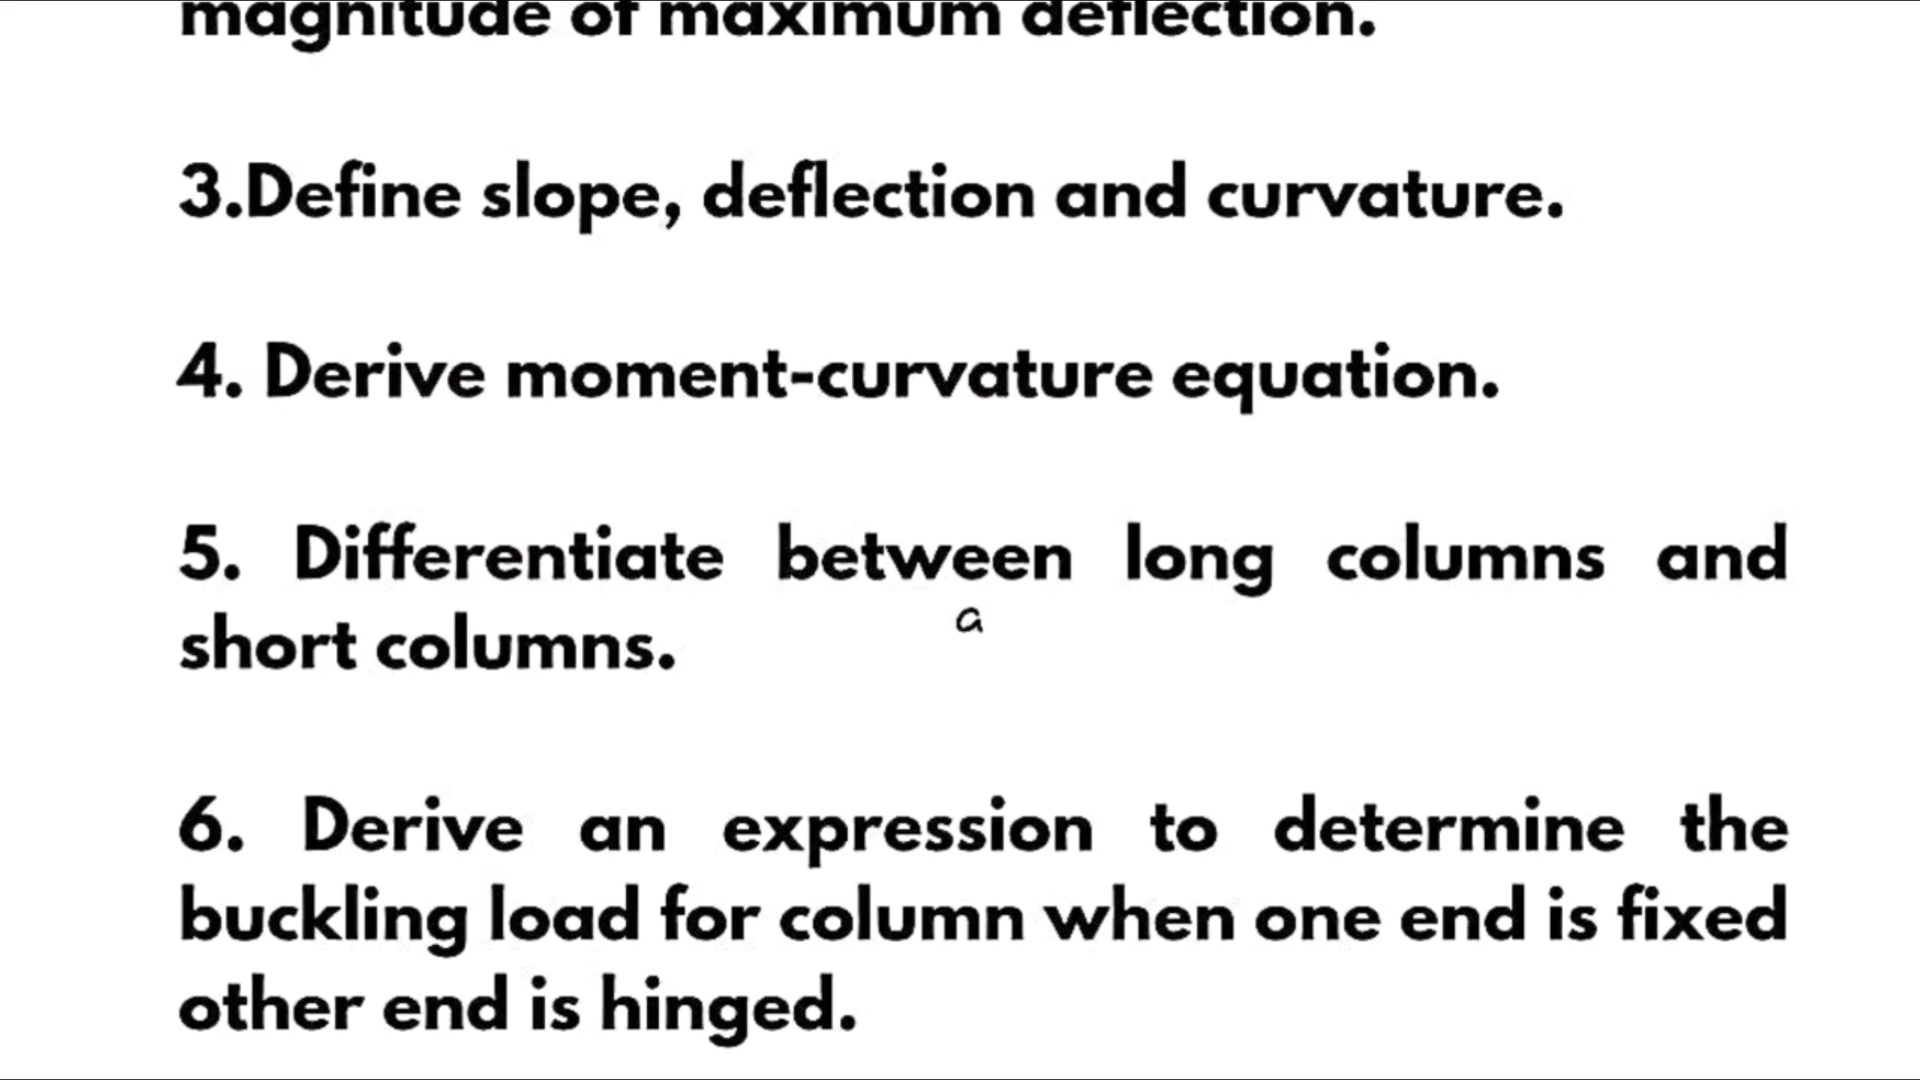 magnitude of maximum deflection.
3.Define slope, deflection and curvature.
4. Derive moment-curvature equation.
5. Differentiate between long columns and
a
short columns.
6. Derive an expression to determine the
buckling load for column when one end is fixed
other end is hinged.